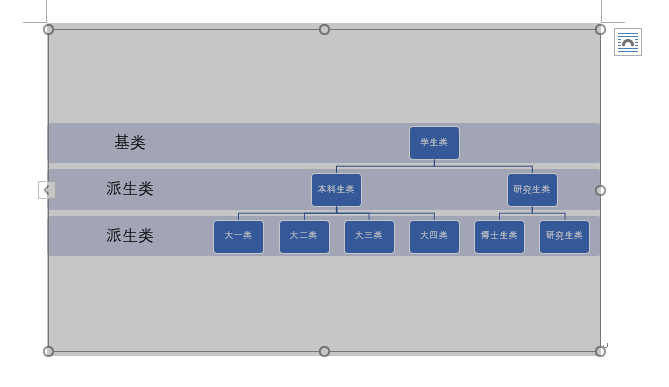 基类
学生类
派生类
本科生类
研究生类
派生类
大一类
大二类
大三类
大四类
博士生类
研究生类